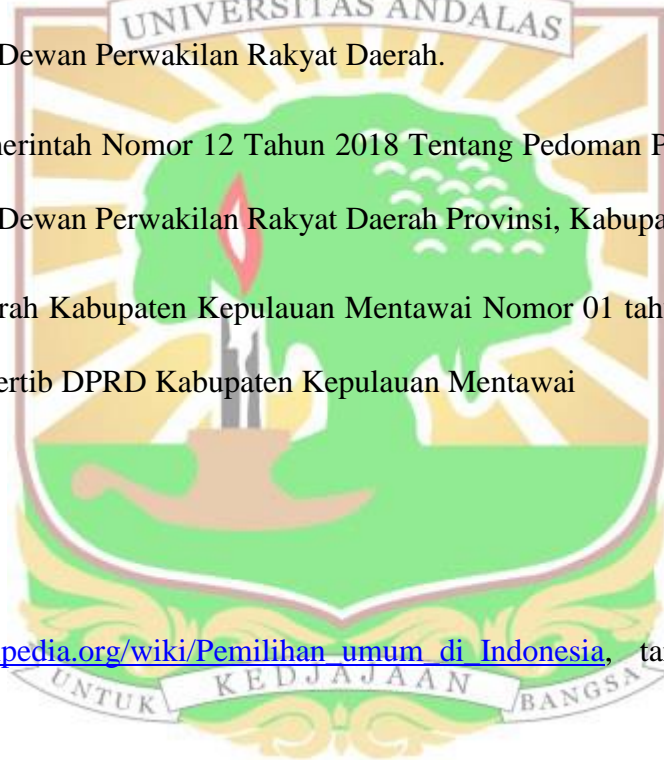 UNIVERSITAS ANDALAS
Dewan Perwakilan Rakyat Daerah.
erintah Nomor 12 Tahun 2018 Tentang Pedoman P
Dewan Perwakilan Rakyat Daerah Provinsi, Kabupa
rah Kabupaten Kepulauan Mentawai Nomor 01 tah
ertib DPRD Kabupaten Kepulauan Mentawai
pedia.org/wiki/Pemilihan_umum_di_Indonesia, ta
UNTUK KEDJAJAAN BANGSA